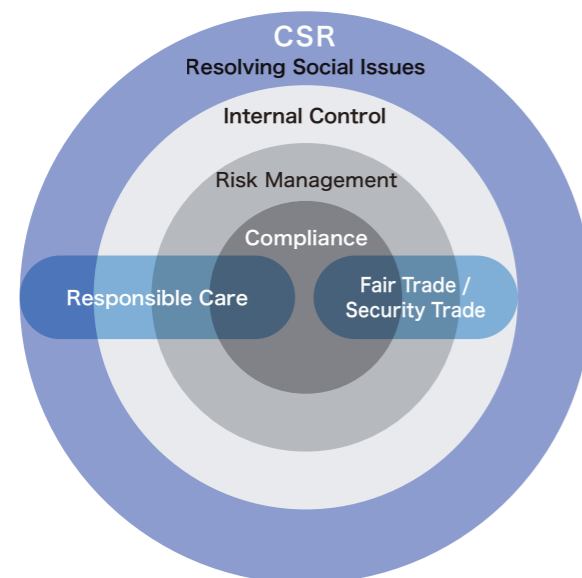 CSR
Resolving Social Issues
Internal Control
Risk Management
Compliance
Responsible Care
Fair Trade /
Security Trade